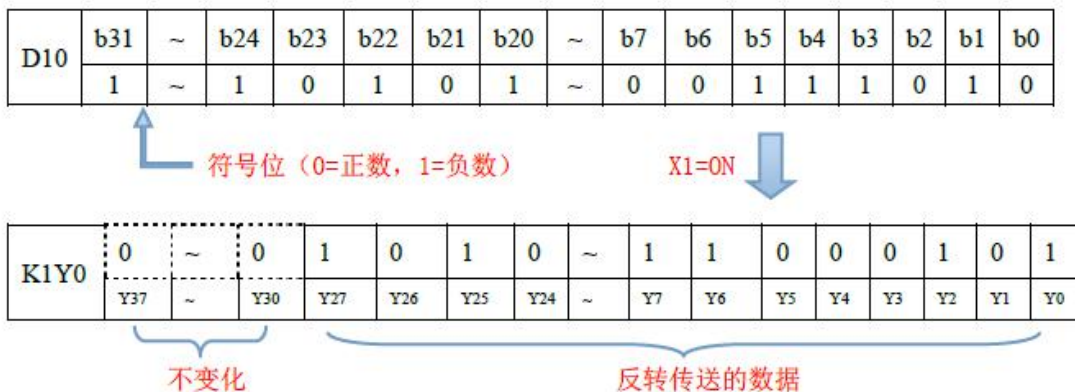 D10 b31 ~ b24 b23 b22 b21 b20 ~ b7 b6 b5 b4 b3 b2 b1 b0
1 ~ 1 0 1 0 1 ~ 0 0 1 1 1 0 1 0
符号位（0=正数，1=负数） X1=ON
K1Y0 0 ~ 0 1 0 1 0 ~ 1 1 0 0 0 1 0 1
Y37 ~ Y30 Y27 Y26 Y25 Y24 ~ Y7 Y6 Y5 Y4 Y3 Y2 Y1 Y0
不变化 反转传送的数据